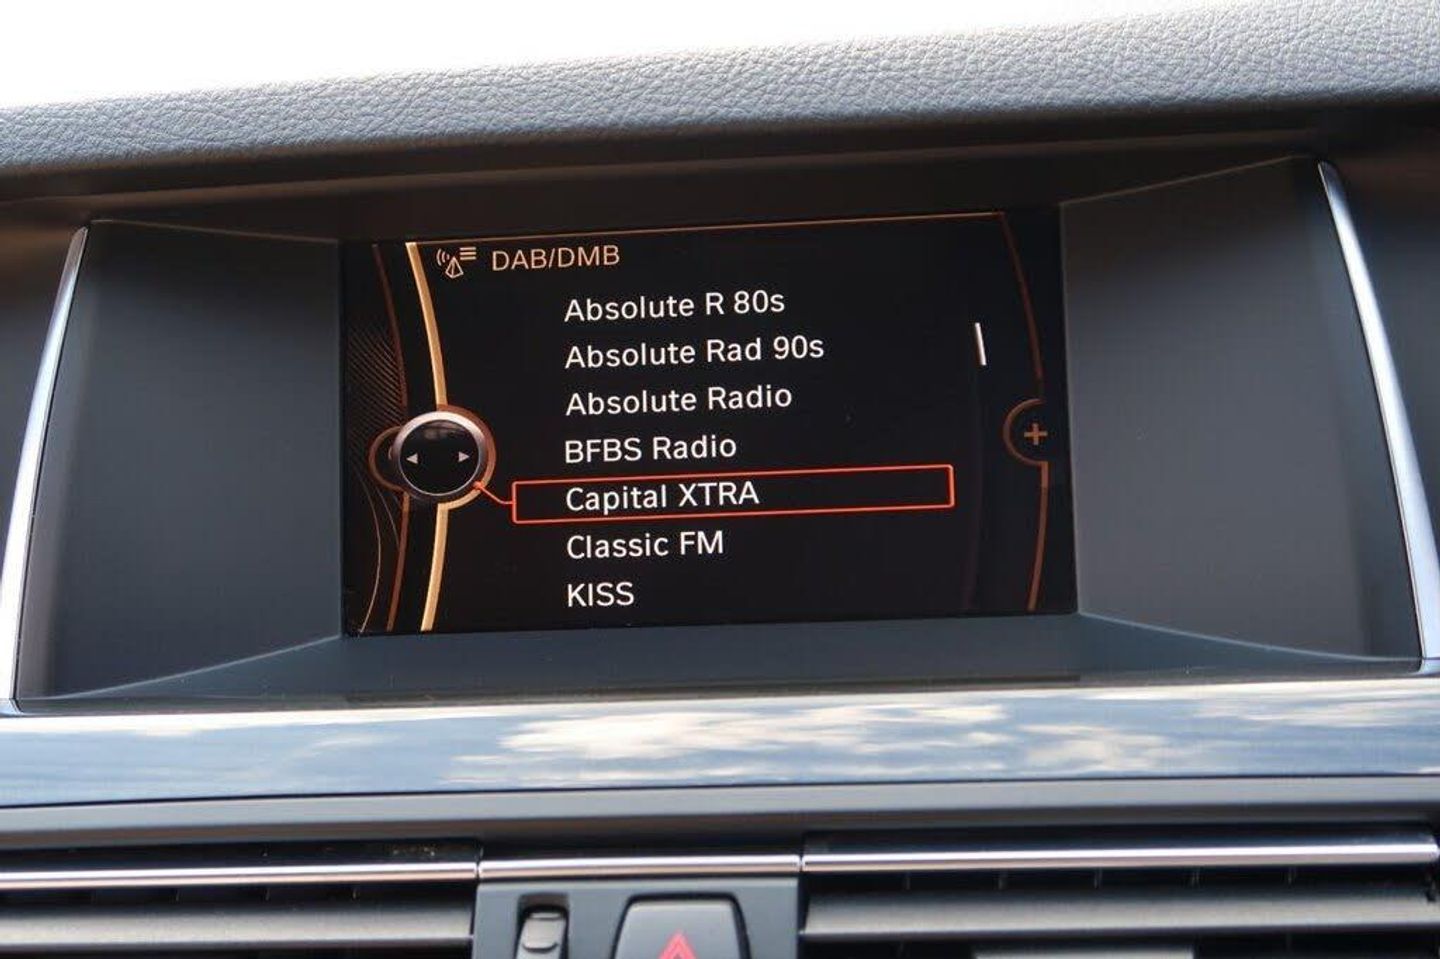 DAB/DMB
Absolute R 80s
Absolute Rad 90s
Absolute Radio
BFBS Radio
Capital XTRA
Classic FM
KISS